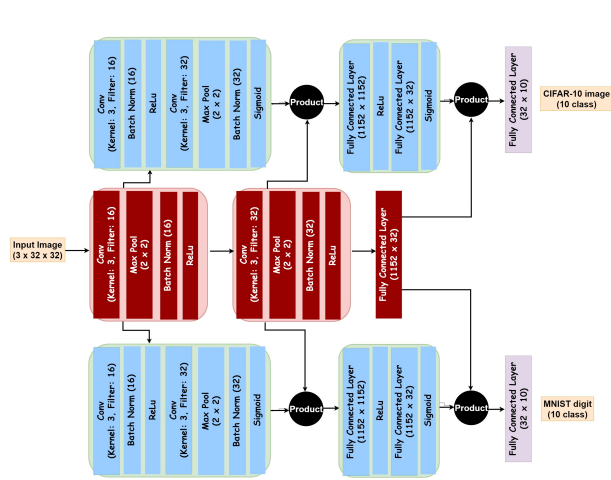 Conv
(Kernel: 3, Filter: 16)
Batch Norm (16)
ReLu
Conv
(Kernel: 3, Filter: 32)
Max Pool
(2 x 2)
Batch Norm (32)
Sigmoid
Product
Fully Connected Layer
(1152 x 1152)
ReLu
Fully Connected Layer
(1152 x 32)
Sigmoid
Product
Fully Connected Layer
(32 x 10)
CIFAR-10 image
(10 class)
Input Image
(3 x 32 x 32)
Conv
(Kernel: 3, Filter: 16)
Max Pool
(2 x 2)
Batch Norm (16)
ReLu
Conv
(Kernel: 3, Filter: 32)
Max Pool
(2 x 2)
Batch Norm (32)
ReLu
Fully Connected Layer
(1152 x 32)
Conv
(Kernel: 3, Filter: 16)
Batch Norm (16)
ReLu
Conv
(Kernel: 3, Filter: 32)
Max Pool
(2 x 2)
Batch Norm (32)
Sigmoid
Product
Fully Connected Layer
(1152 x 1152)
ReLu
Fully Connected Layer
(1152 x 32)
Sigmoid
Product
Fully Connected Layer
(32 x 10)
MNIST digit
(10 class)